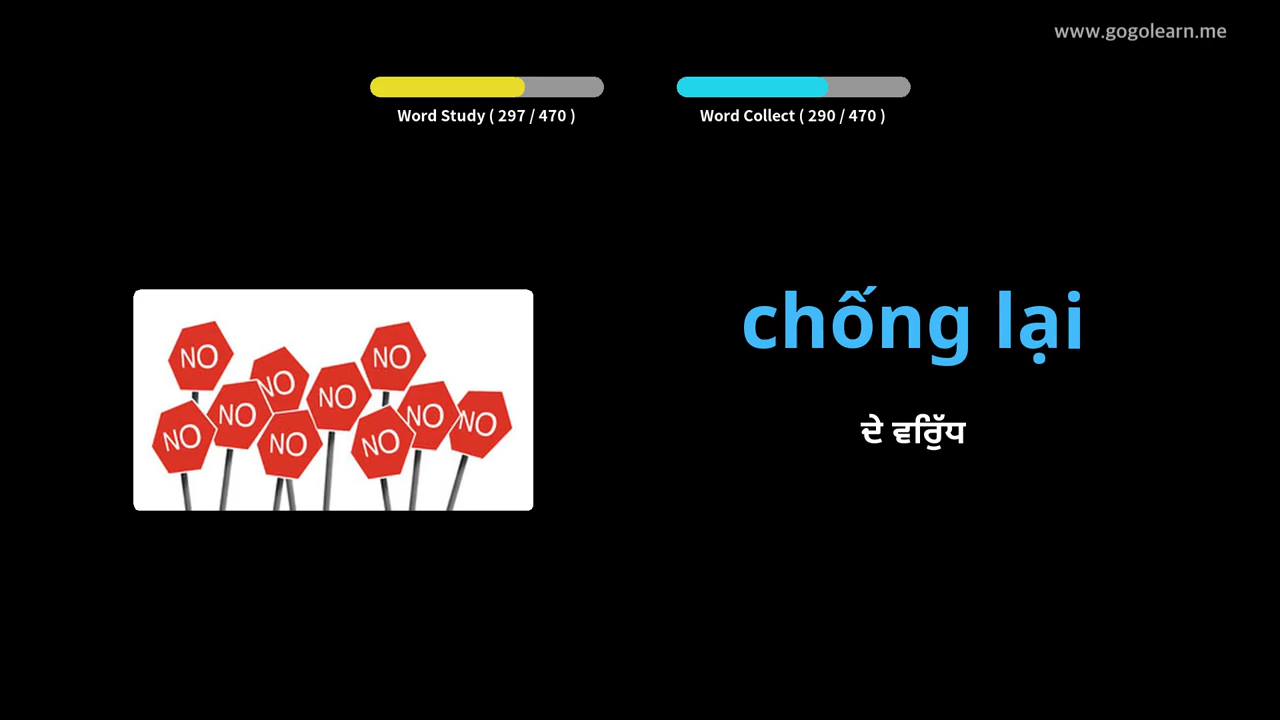 www.gogolearn.me
Word Study ( 297 / 470 )
Word Collect ( 290 / 470 )
chống lại
ਦੇ ਵਿਰੁੱਧ
NO
NO
NO
NO
NO
NO
NO
NO
NO
NO